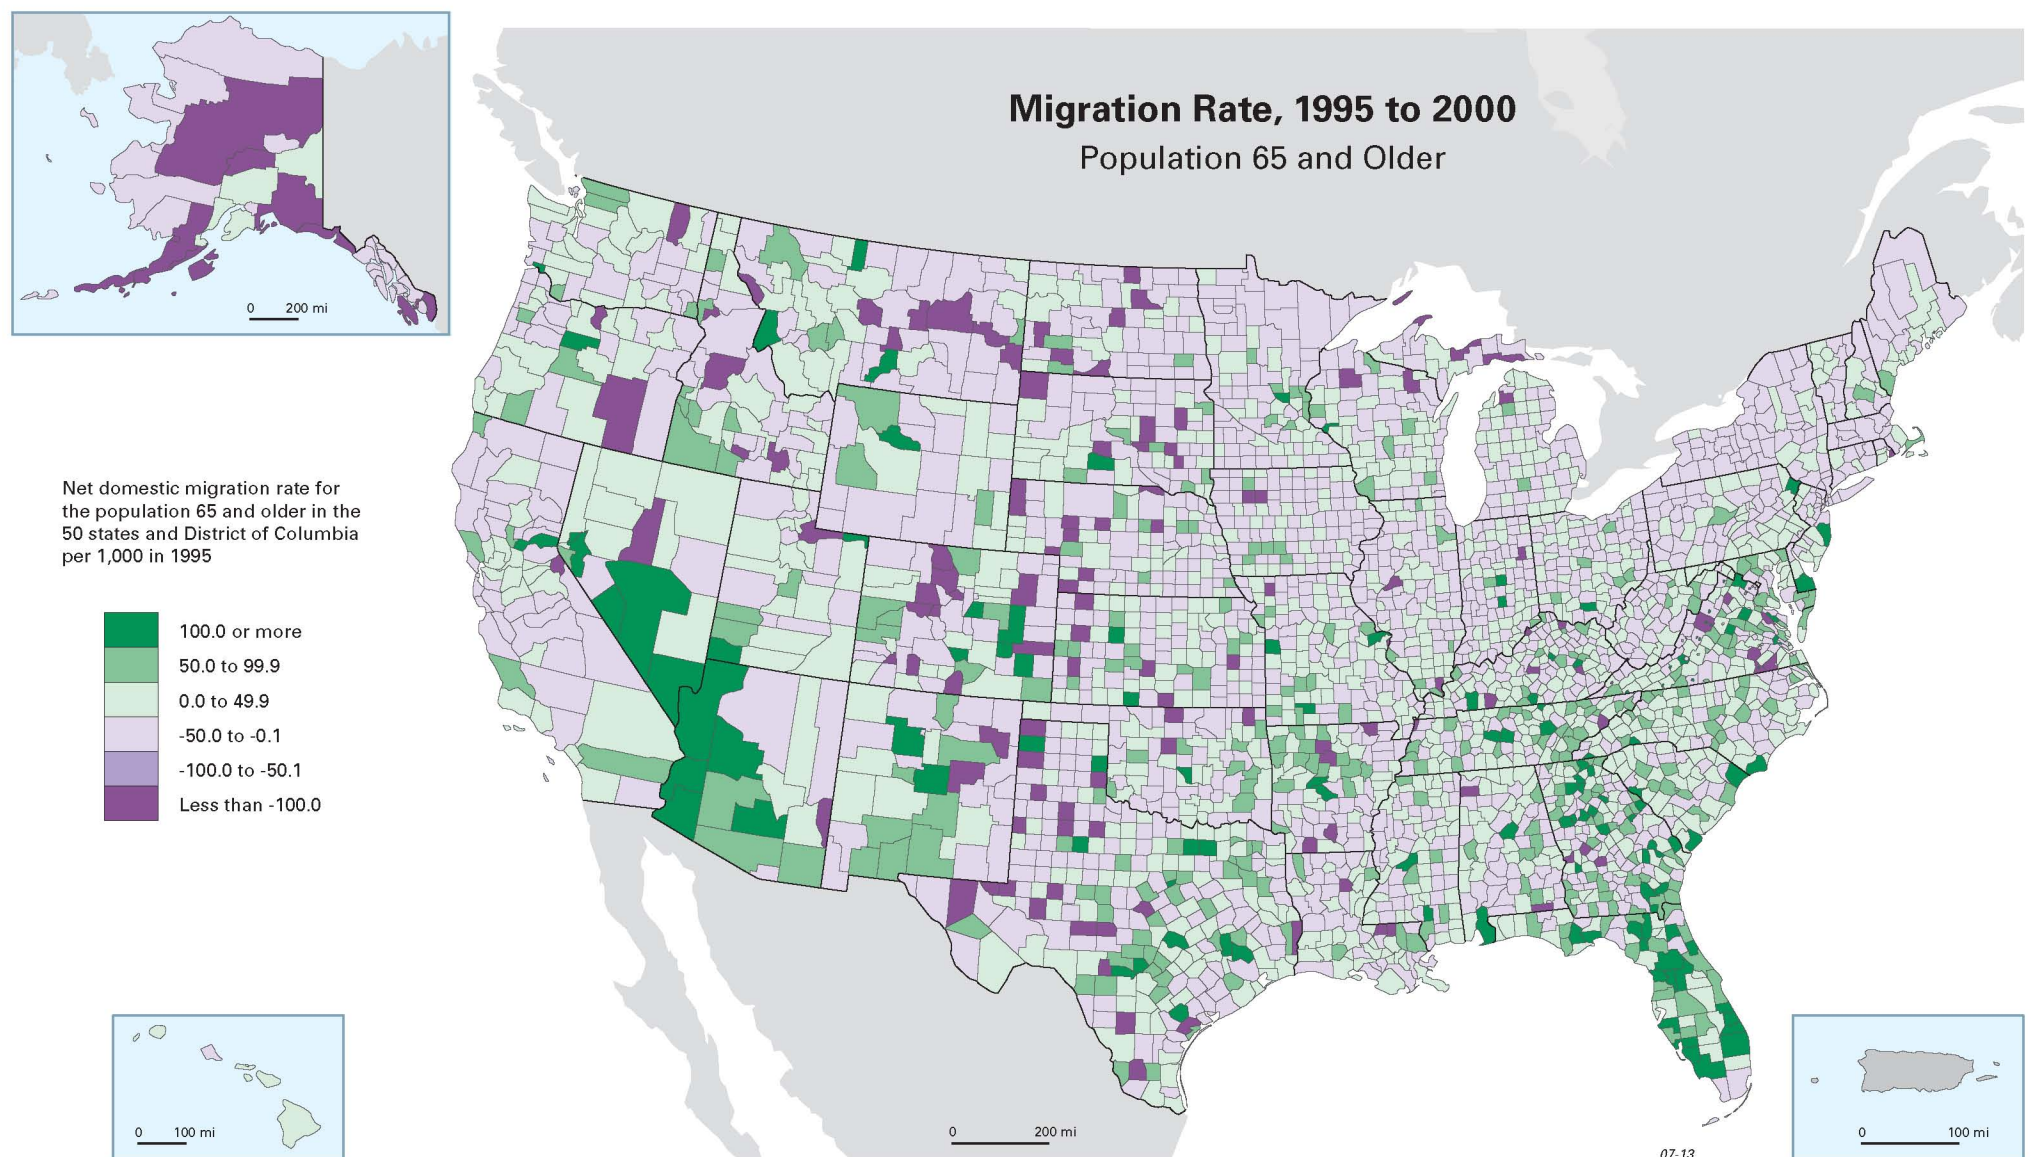 Migration Rate, 1995 to 2000
Population 65 and Older
0 200 mi
Net domestic migration rate for
the population 65 and older in the
50 states and District of Columbia
per 1,000 in 1995
100.0 or more
50.0 to 99.9
0.0 to 49.9
-50.0 to -0.1
-100.0 to -50.1
Less than -100.0
0 100 mi
0 200 mi
0 100 mi
07-13